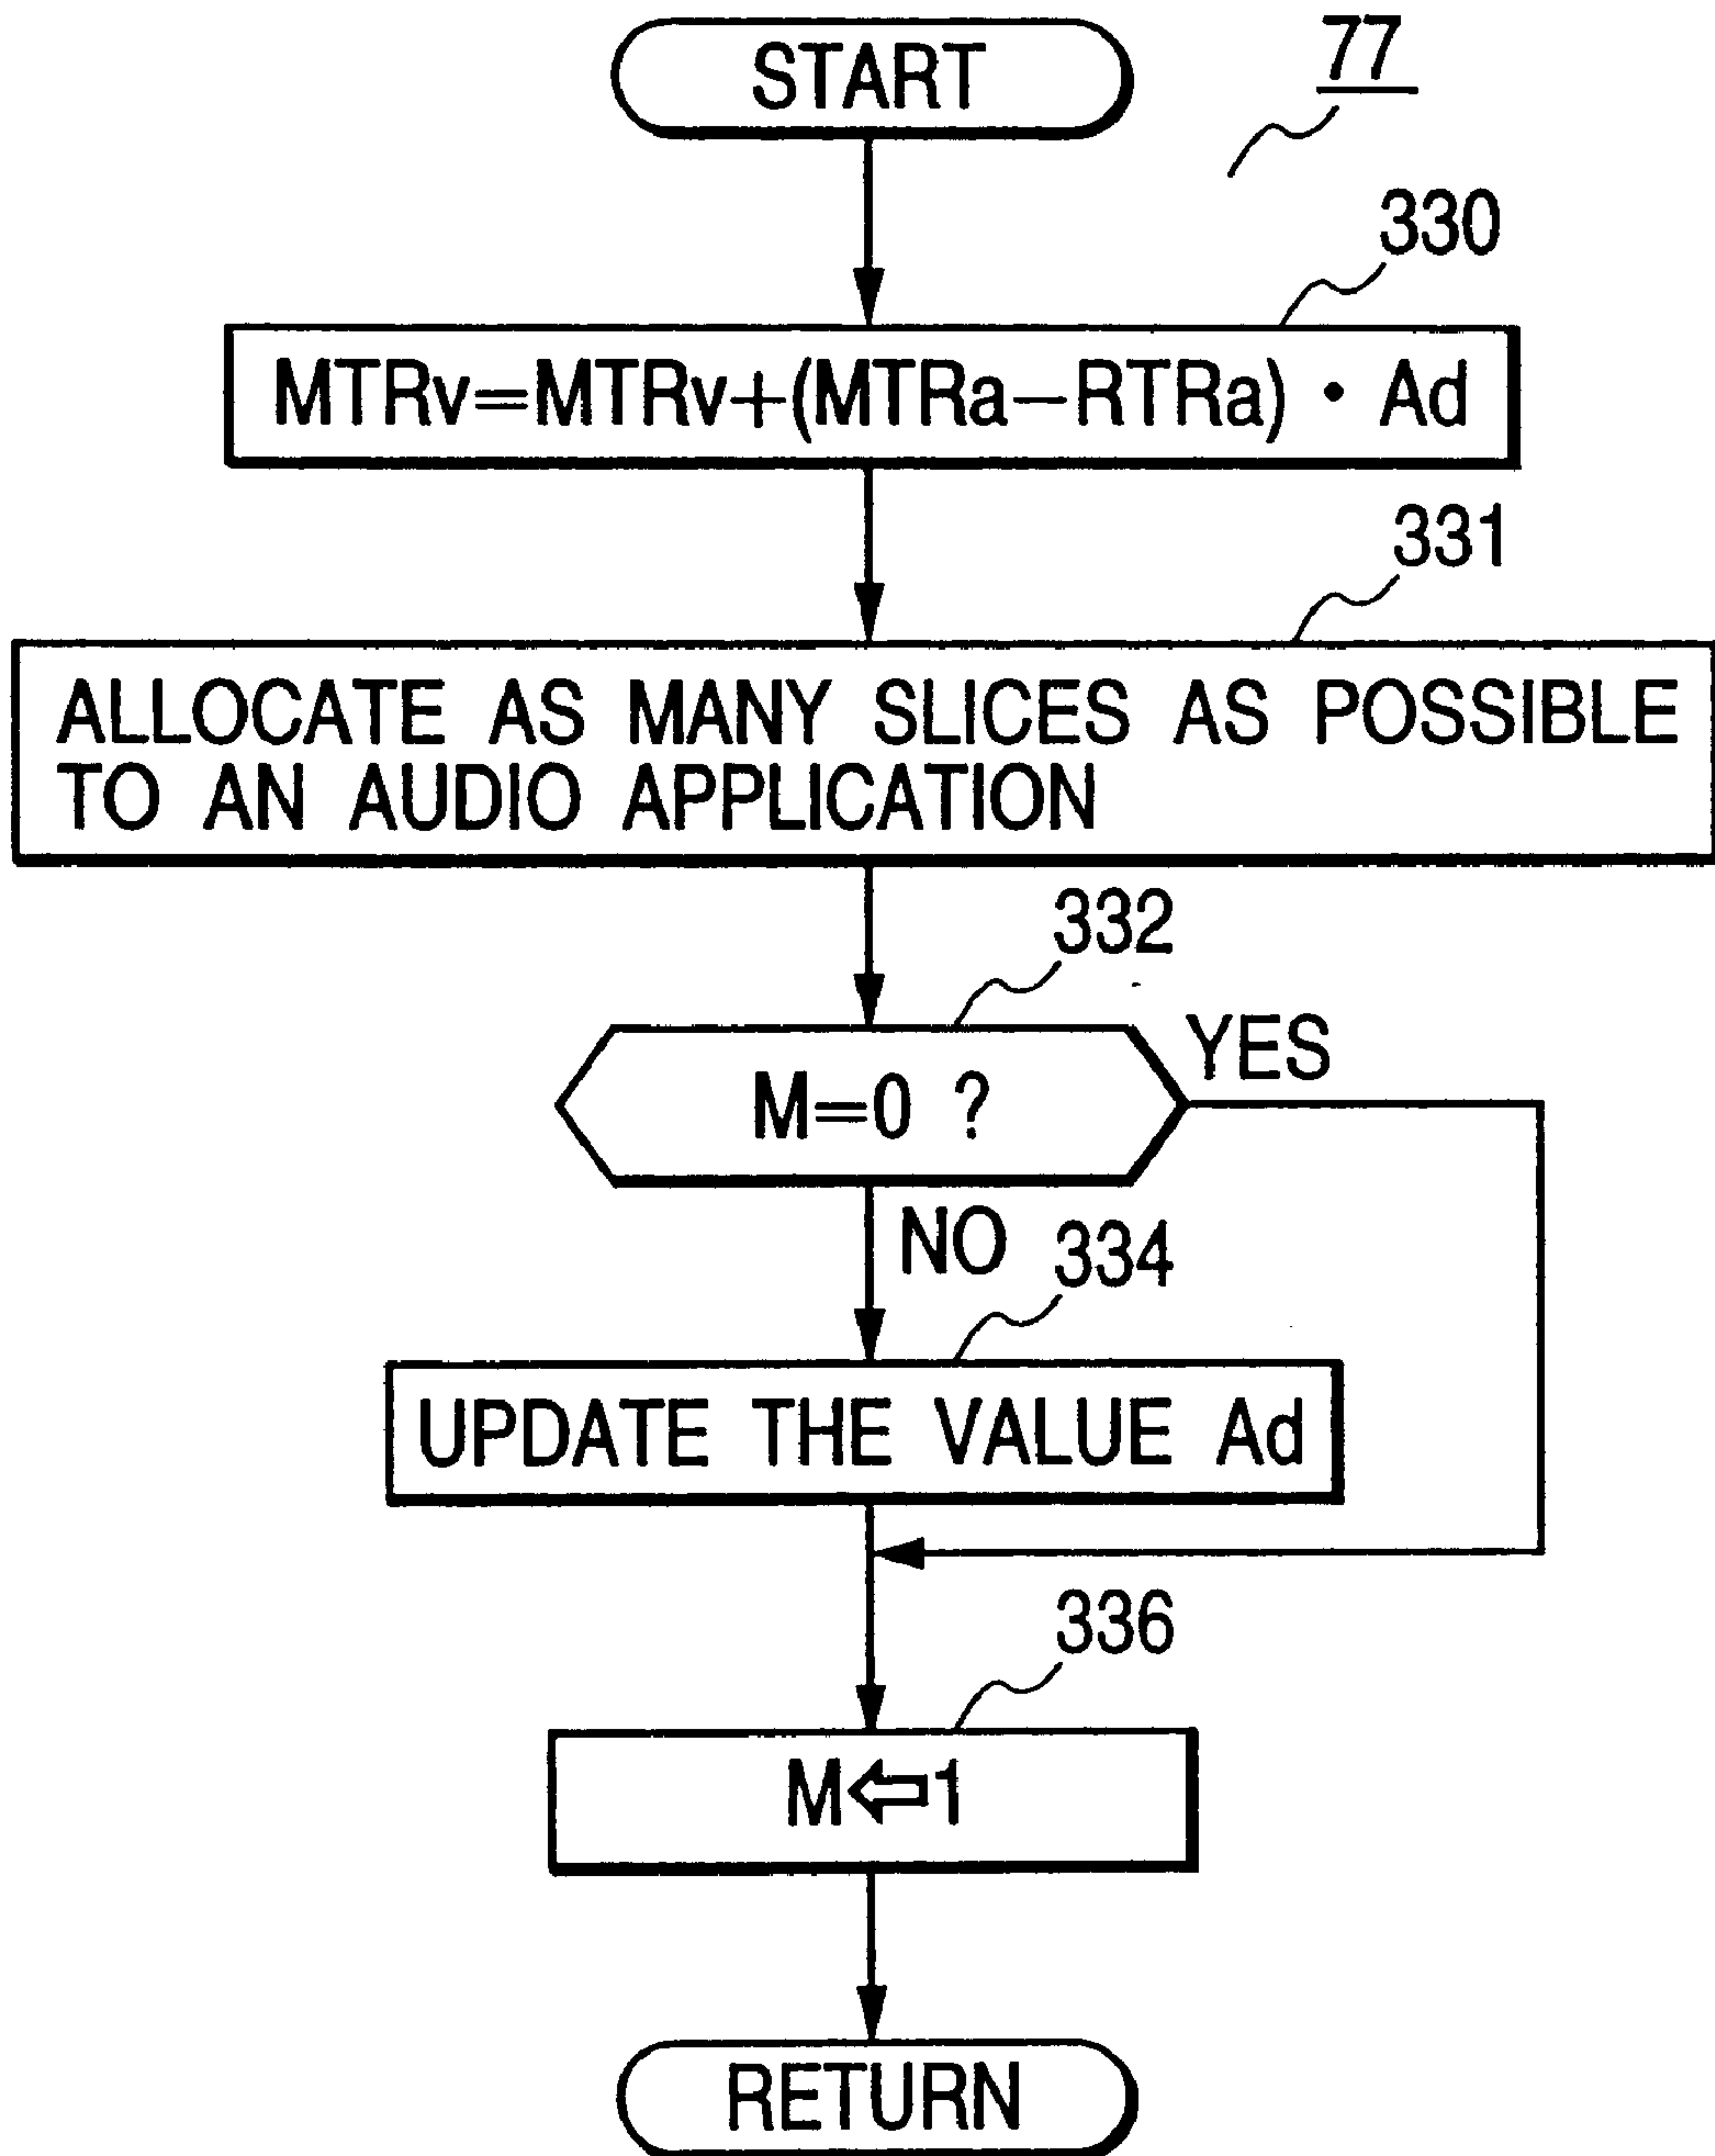 START
77
330
MTRv=MTRv+(MTRa−RTRa) • Ad
331
ALLOCATE AS MANY SLICES AS POSSIBLE
TO AN AUDIO APPLICATION
332
M=0 ?
YES
NO
334
UPDATE THE VALUE Ad
336
M⇦1
RETURN